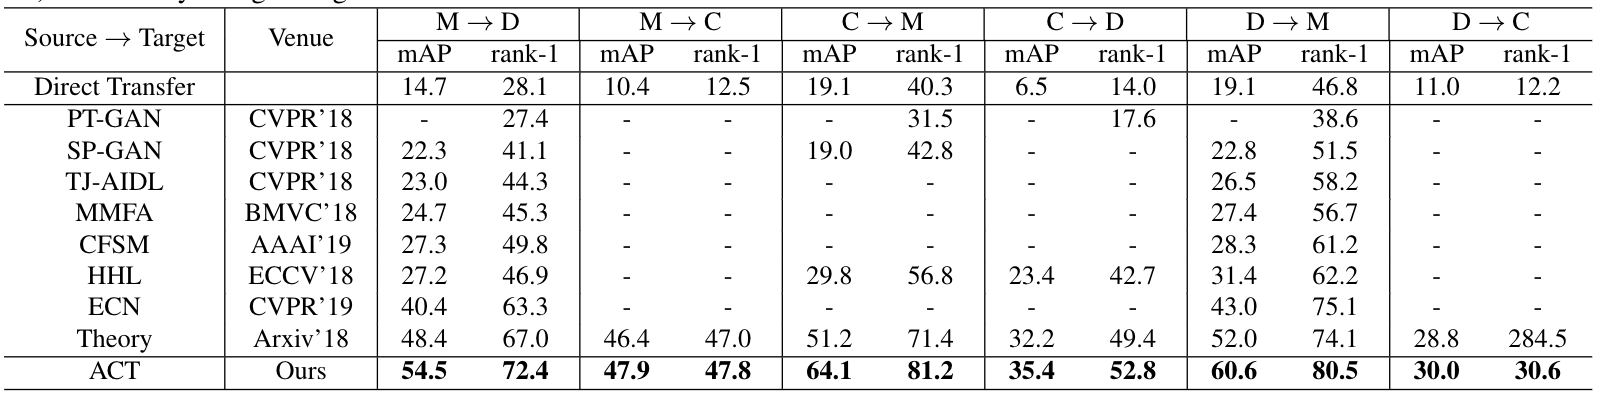 Source → Target Venue M → D M → C C → M C → D D → M D → C
mAP rank-1 mAP rank-1 mAP rank-1 mAP rank-1 mAP rank-1 mAP rank-1
Direct Transfer 14.7 28.1 10.4 12.5 19.1 40.3 6.5 14.0 19.1 46.8 11.0 12.2
PT-GAN CVPR'18 - 27.4 - - - 31.5 - 17.6 - 38.6 - -
SP-GAN CVPR'18 22.3 41.1 - - 19.0 42.8 - - 22.8 51.5 - -
TJ-AIDL CVPR'18 23.0 44.3 - - - - - - 26.5 58.2 - -
MMFA BMVC'18 24.7 45.3 - - - - - - 27.4 56.7 - -
CFSM AAAI'19 27.3 49.8 - - - - - - 28.3 61.2 - -
HHL ECCV'18 27.2 46.9 - - 29.8 56.8 23.4 42.7 31.4 62.2 - -
ECN CVPR'19 40.4 63.3 - - - - - - 43.0 75.1 - -
Theory Arxiv'18 48.4 67.0 46.4 47.0 51.2 71.4 32.2 49.4 52.0 74.1 28.8 284.5
ACT Ours 54.5 72.4 47.9 47.8 64.1 81.2 35.4 52.8 60.6 80.5 30.0 30.6